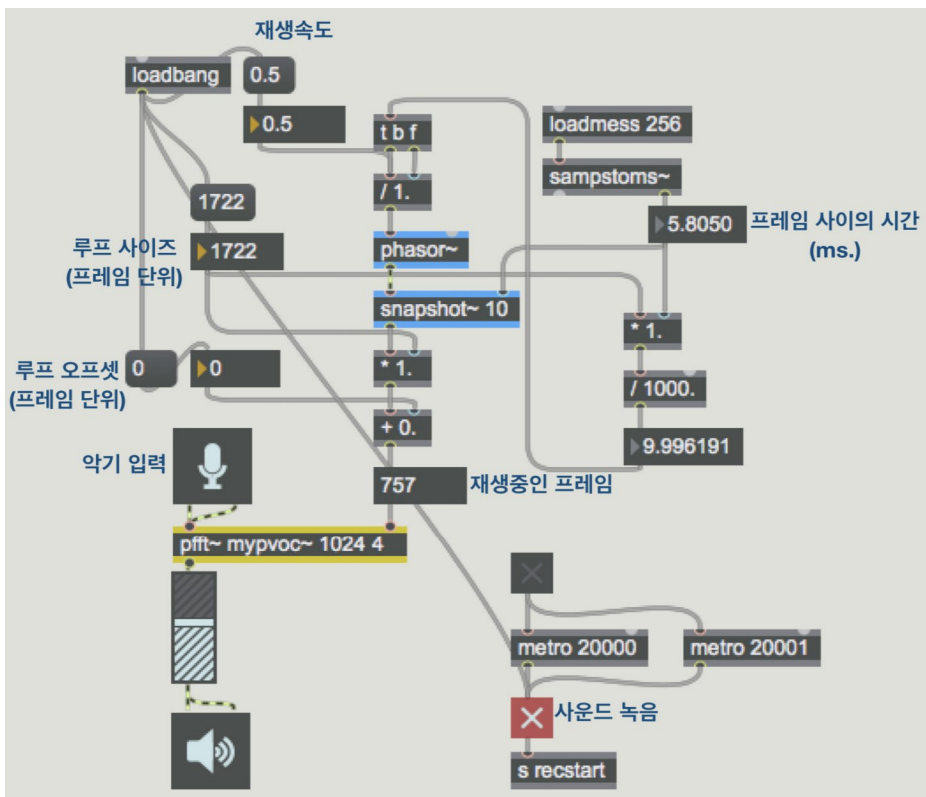 재생속도
loadbang
0.5
0.5
t b f
loadmess 256
/ 1.
sampstoms~
1722
5.8050
프레임 사이의 시간
(ms.)
루프 사이즈
(프레임 단위)
1722
phasor~
snapshot~ 10
* 1.
* 1.
루프 오프셋
(프레임 단위)
0
0
/ 1000.
+ 0.
9.996191
악기 입력
757
재생중인 프레임
pfft~ mypvoc~ 1024 4
metro 20000
metro 20001
사운드 녹음
s recstart